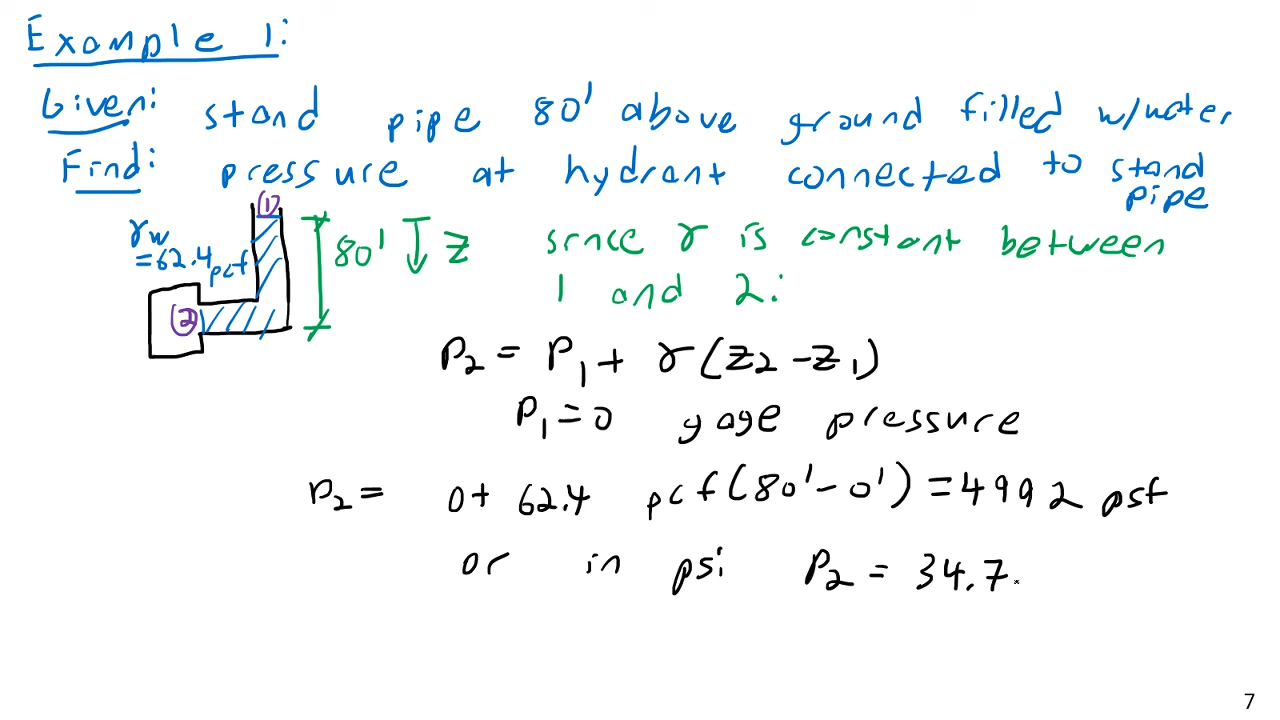 Example 1:
Given: stand pipe 80' above ground filled w/water
Find: pressure at hydrant connected to stand pipe
(1)
γw
=62.4pcf
80' ↓ z
(2)
since γ is constant between
1 and 2:
P2 = P1 + γ(z2 - z1)
P1 = 0 gage pressure
P2 = 0 + 62.4 pcf (80' - 0') = 4992 psf
or in psi P2 = 34.7
7